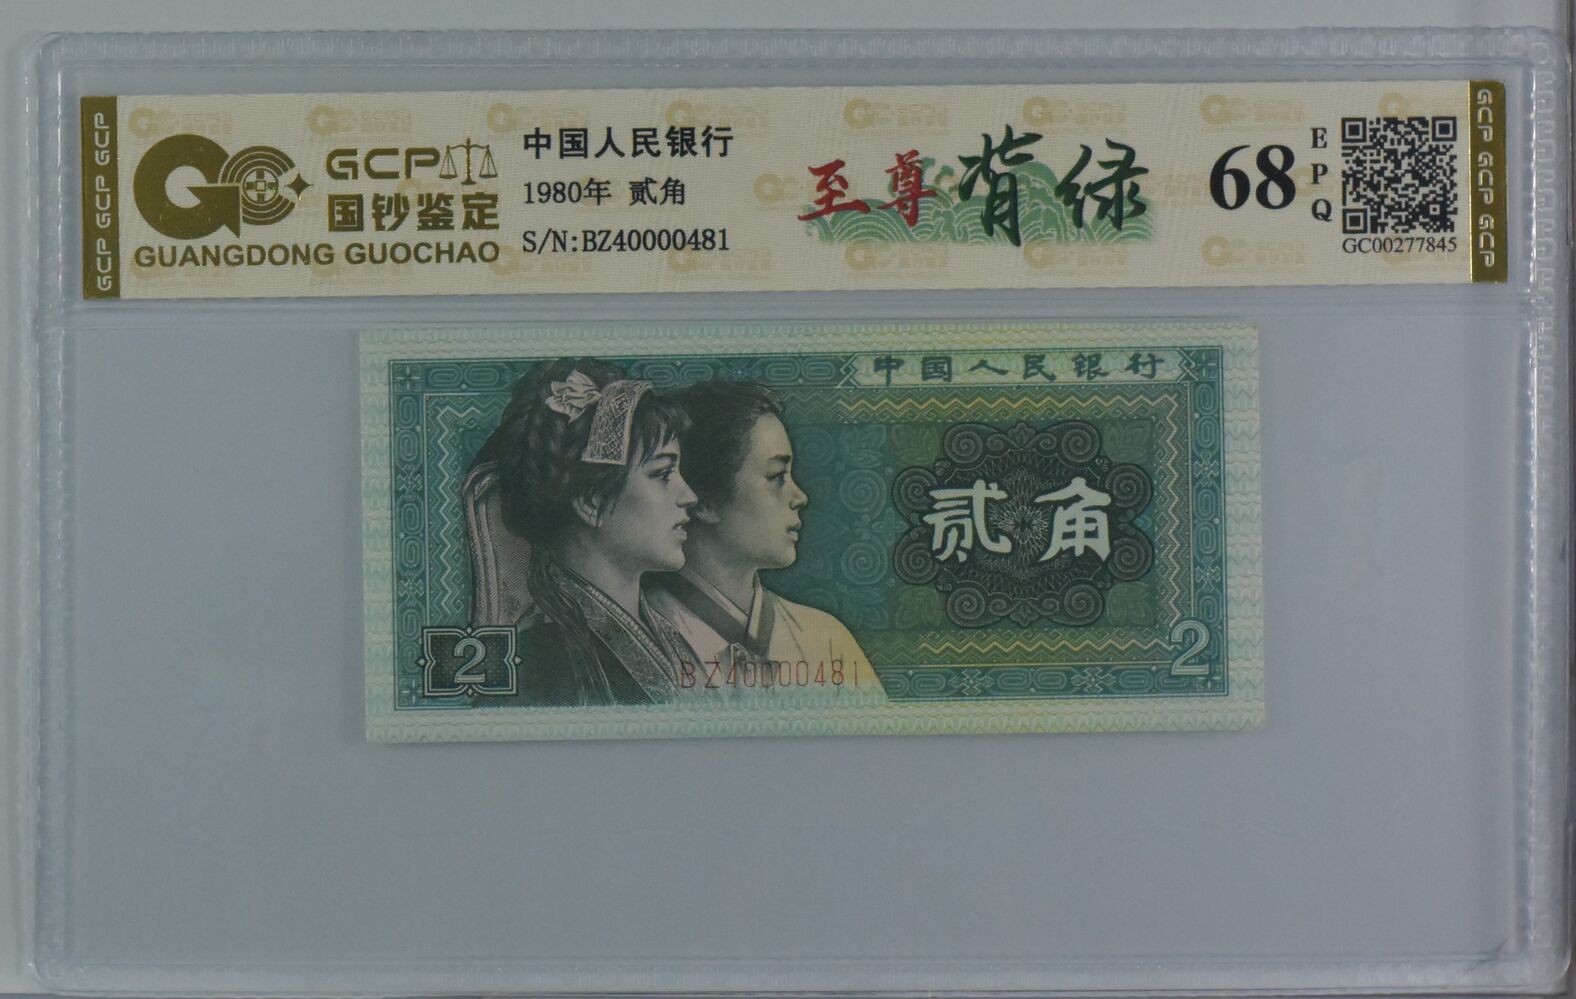 GCP
国钞鉴定
GUANGDONG GUOCHAO
中国人民银行
1980年 贰角
S/N:BZ40000481
至尊背绿
68
EPQ
GC00277845
GCP GCP GCP
GCP GCP GCP
中国人民银行
贰角
2
2
BZ40000481